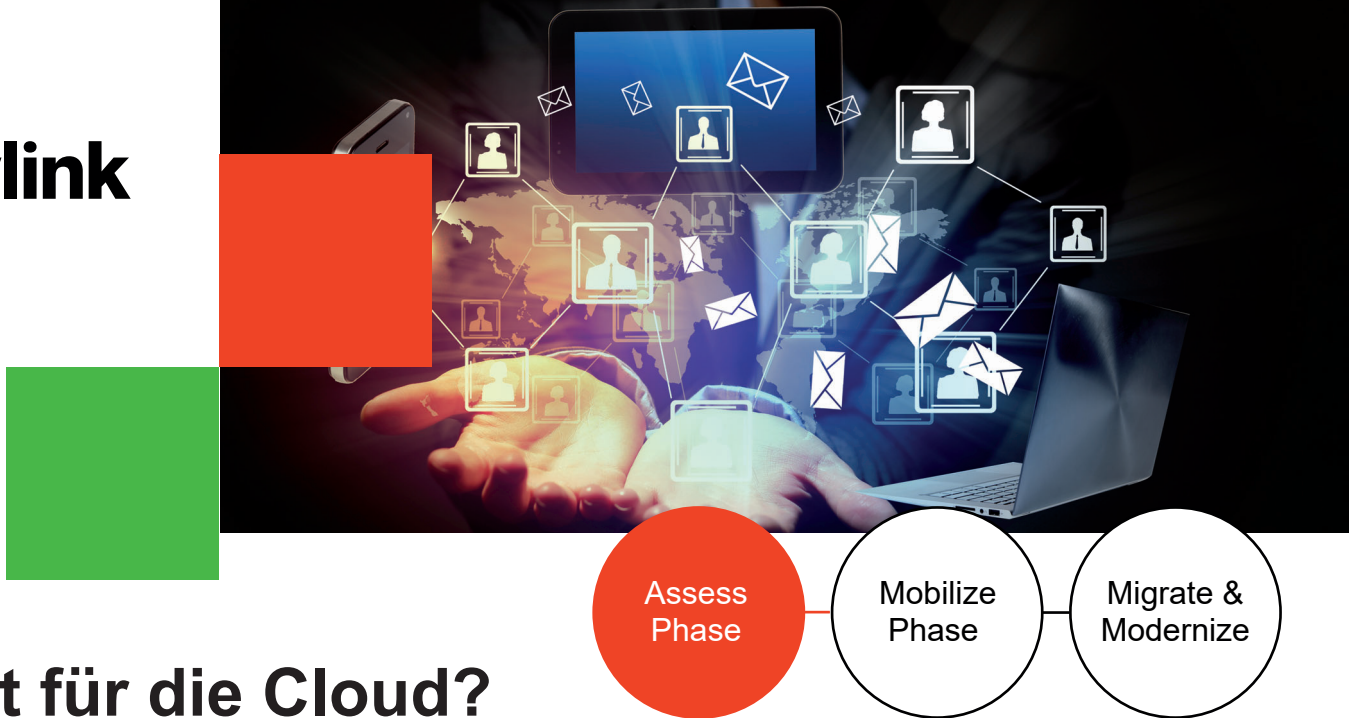 link
Assess
Phase
Mobilize
Phase
Migrate &
Modernize
t für die Cloud?